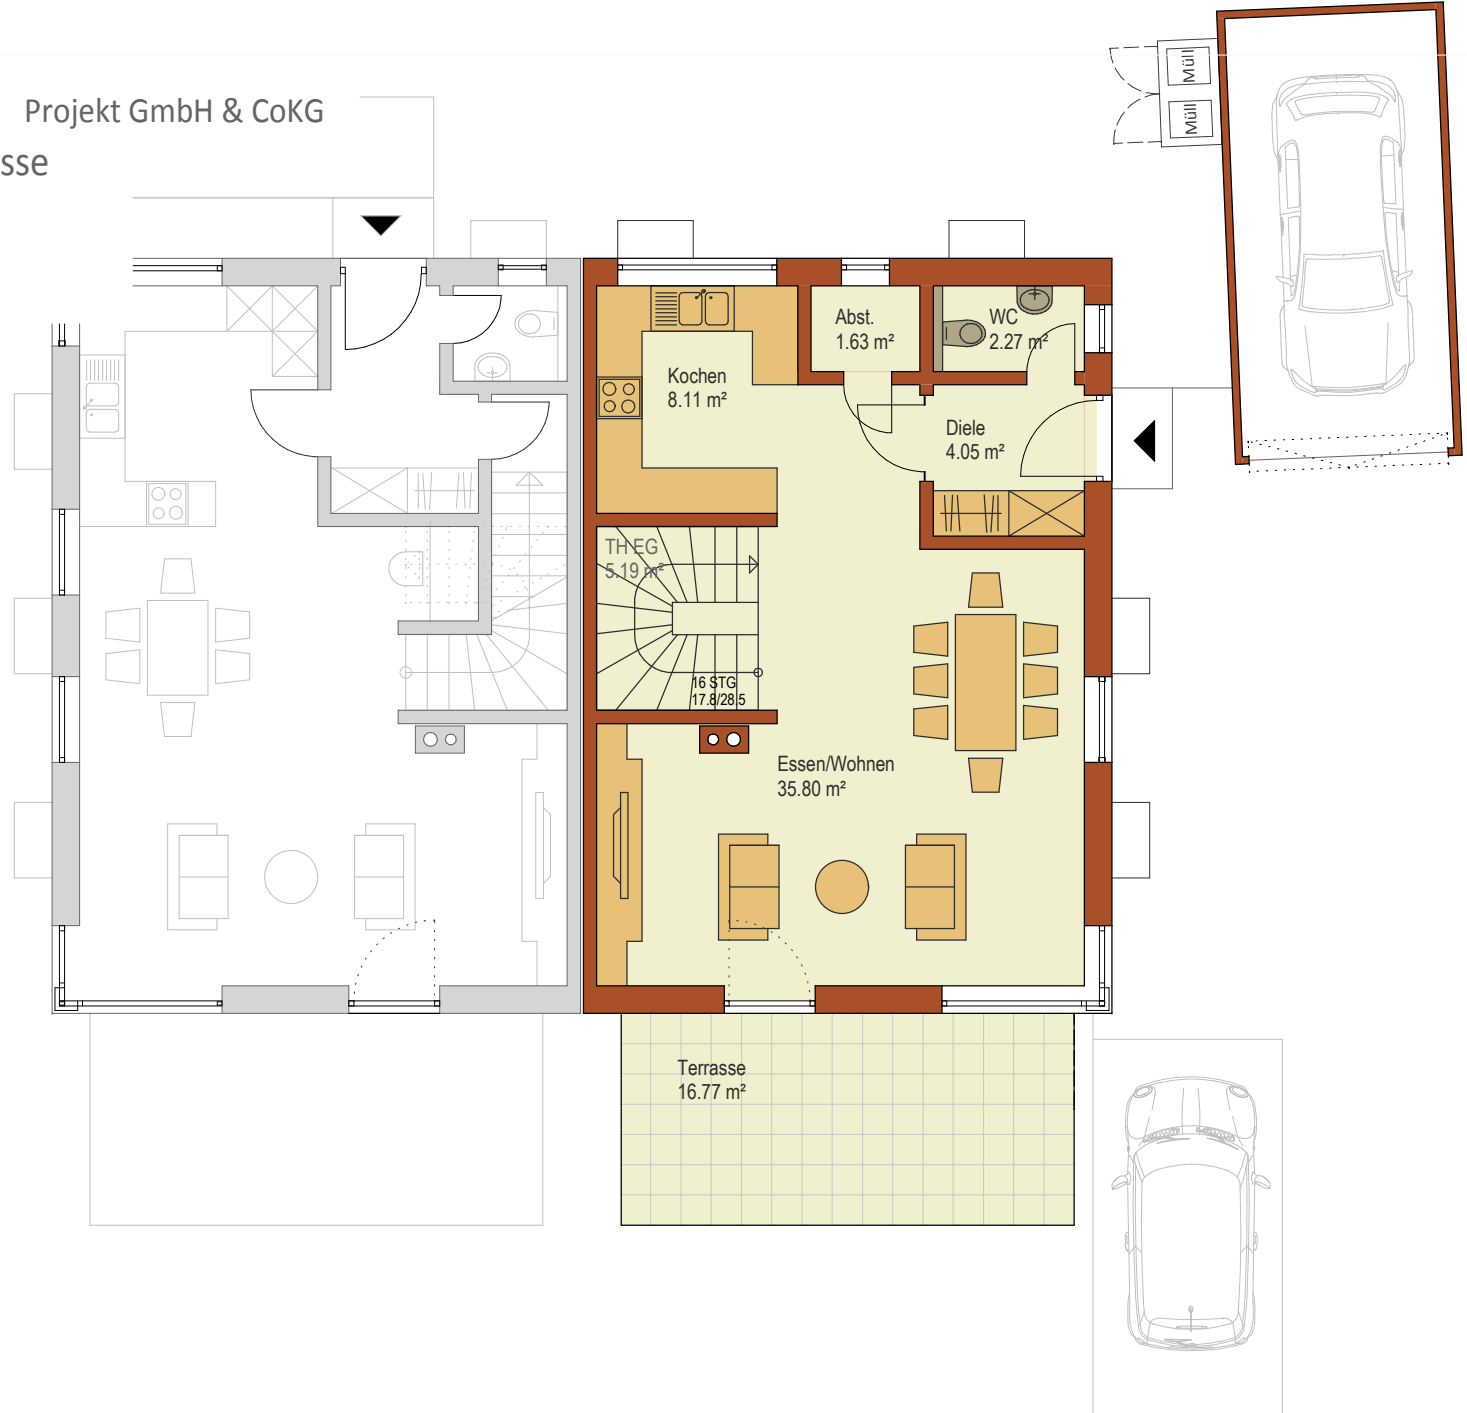 Projekt GmbH & CoKG
sse
Müll
Müll
Abst.
1.63 m²
WC
2.27 m²
Kochen
8.11 m²
Diele
4.05 m²
TH EG
5.19 m²
16 STG
17.8/28.5
Essen/Wohnen
35.80 m²
Terrasse
16.77 m²